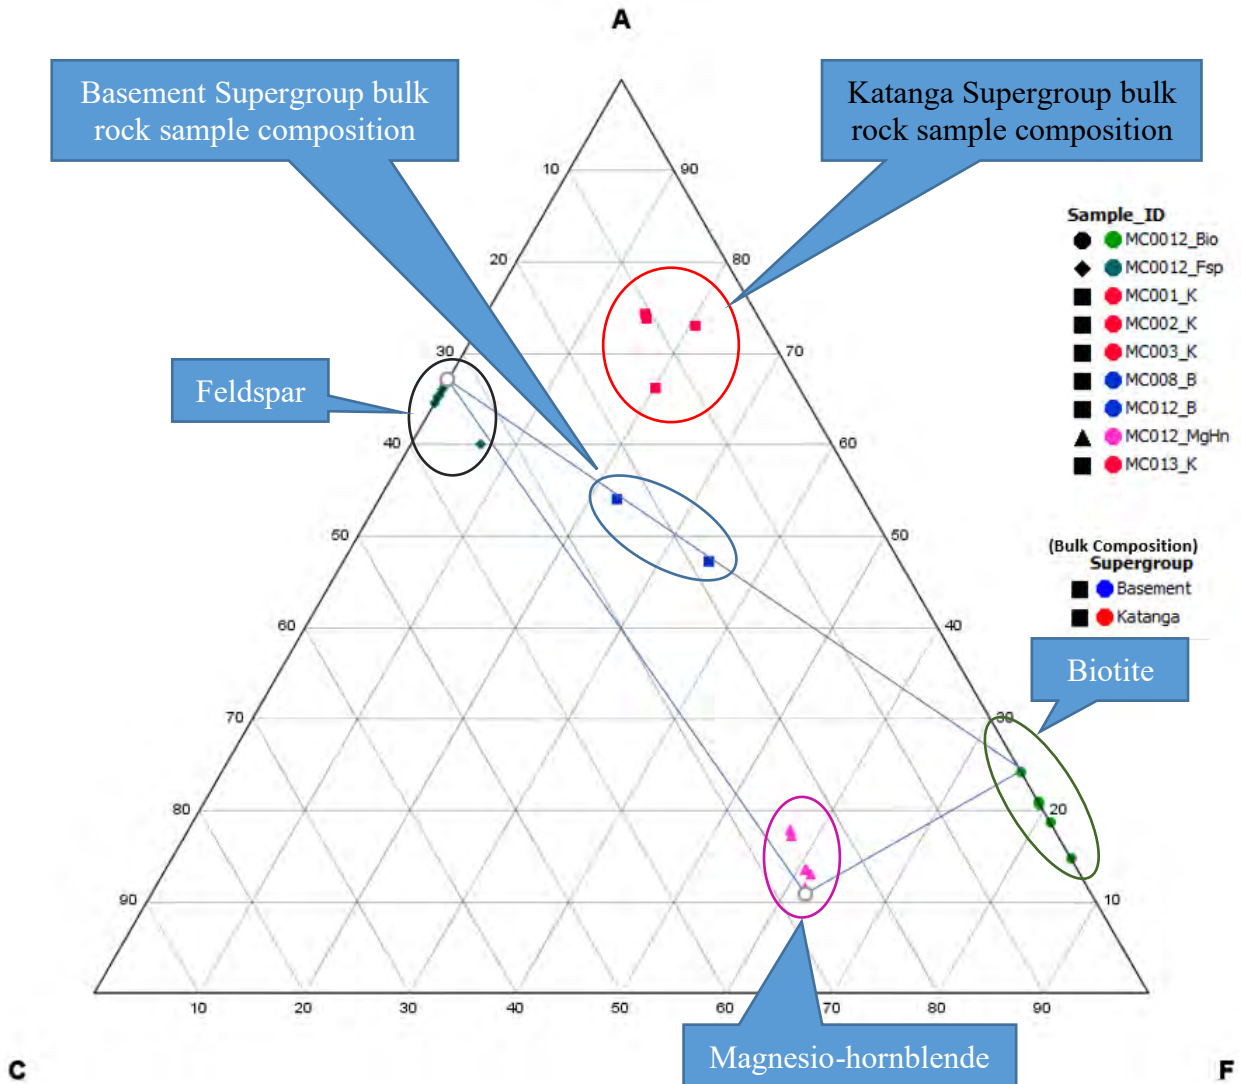 A
Basement Supergroup bulk
rock sample composition
Katanga Supergroup bulk
rock sample composition
10
90
Sample_ID
MC0012_Bio
MC0012_Fsp
MC001_K
MC002_K
MC003_K
MC008_B
MC012_B
MC012_MgHn
MC013_K
20
80
30
70
Feldspar
40
60
50
50
(Bulk Composition)
Supergroup
Basement
Katanga
60
40
Biotite
70
30
80
20
90
10
10
20
30
40
50
60
70
80
90
Magnesio-hornblende
C
F